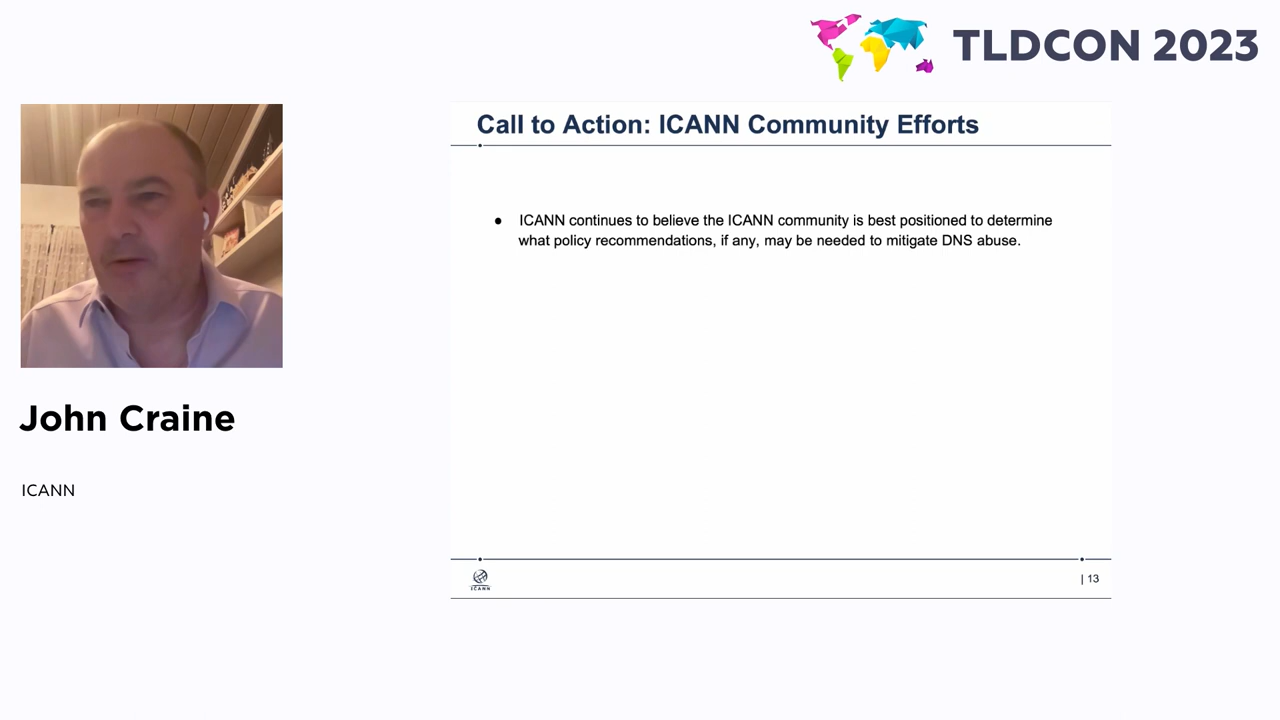 TLDCON 2023
Call to Action: ICANN Community Efforts
● ICANN continues to believe the ICANN community is best positioned to determine
what policy recommendations, if any, may be needed to mitigate DNS abuse.
John Craine
ICANN
ICANN
| 13